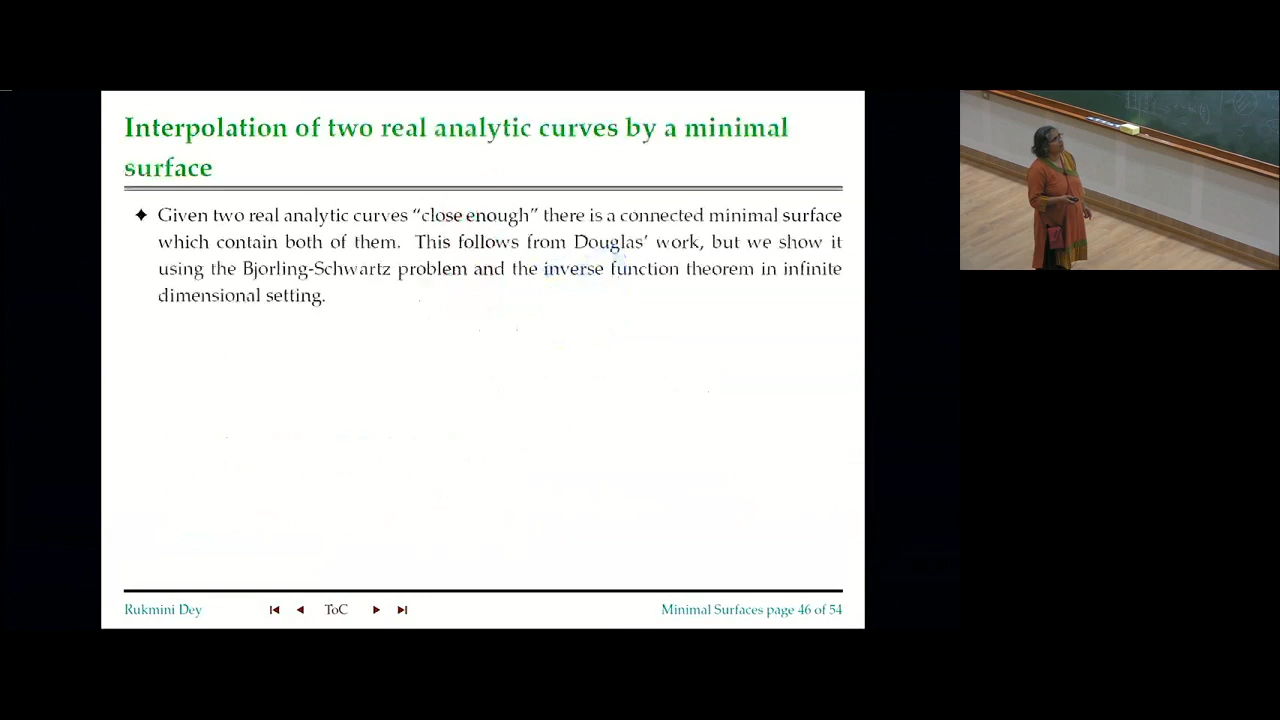 Interpolation of two real analytic curves by a minimal
surface
✦ Given two real analytic curves “close enough” there is a connected minimal surface
which contain both of them. This follows from Douglas’ work, but we show it
using the Bjorling-Schwartz problem and the inverse function theorem in infinite
dimensional setting.
Rukmini Dey ToC Minimal Surfaces page 46 of 54